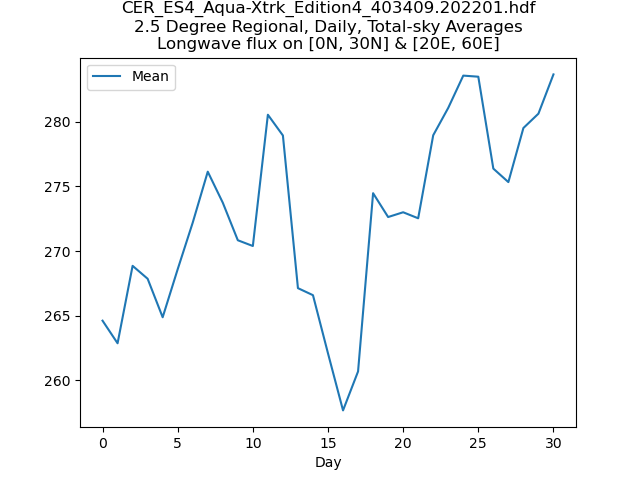 CER_ES4_Aqua-Xtrk_Edition4_403409.202201.hdf
2.5 Degree Regional, Daily, Total-sky Averages
Longwave flux on [0N, 30N] & [20E, 60E]
Mean
280
275
270
265
260
0 5 10 15 20 25 30
Day